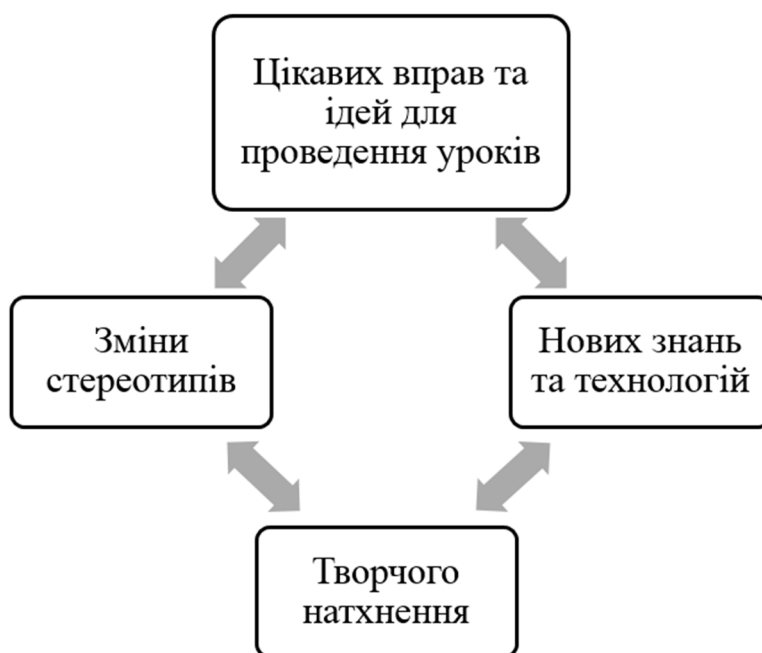 Цікавих вправ та
ідей для
проведення уроків
Зміни
стереотипів
Нових знань
та технологій
Творчого
натхнення